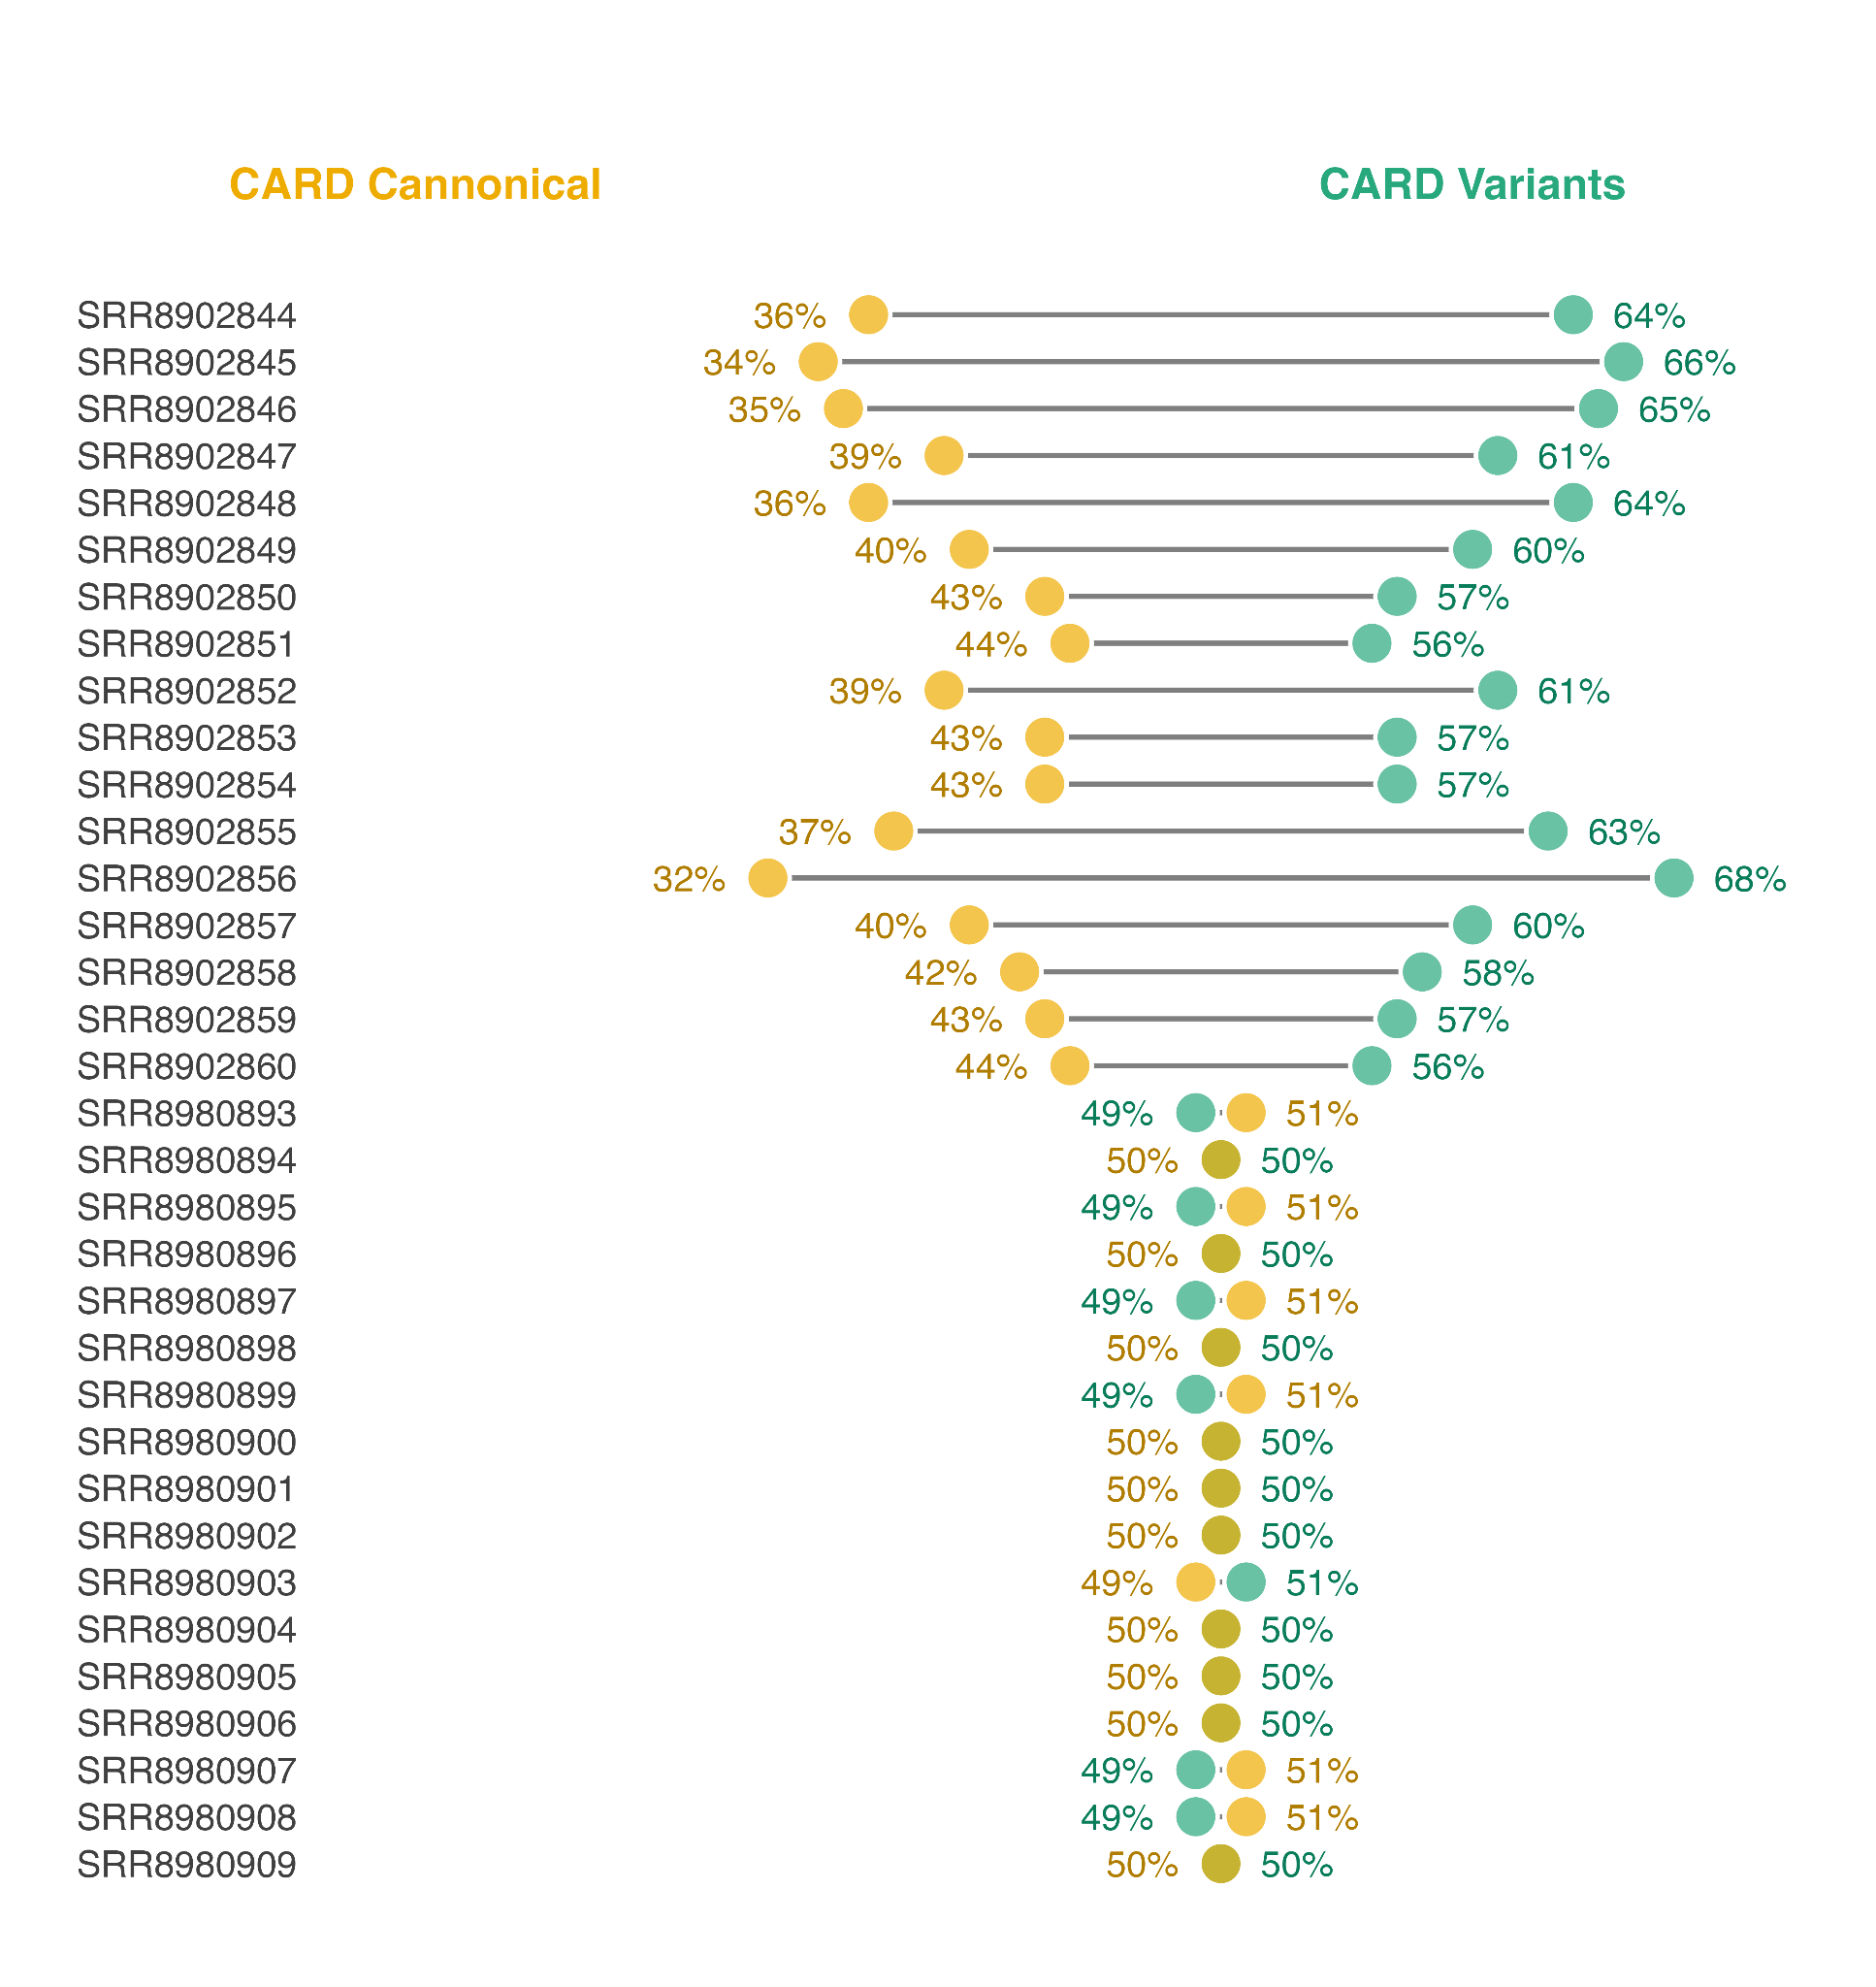 CARD Cannonical CARD Variants
SRR8902844 36% 64%
SRR8902845 34% 66%
SRR8902846 35% 65%
SRR8902847 39% 61%
SRR8902848 36% 64%
SRR8902849 40% 60%
SRR8902850 43% 57%
SRR8902851 44% 56%
SRR8902852 39% 61%
SRR8902853 43% 57%
SRR8902854 43% 57%
SRR8902855 37% 63%
SRR8902856 32% 68%
SRR8902857 40% 60%
SRR8902858 42% 58%
SRR8902859 43% 57%
SRR8902860 44% 56%
SRR8980893 49% 51%
SRR8980894 50% 50%
SRR8980895 49% 51%
SRR8980896 50% 50%
SRR8980897 49% 51%
SRR8980898 50% 50%
SRR8980899 49% 51%
SRR8980900 50% 50%
SRR8980901 50% 50%
SRR8980902 50% 50%
SRR8980903 49% 51%
SRR8980904 50% 50%
SRR8980905 50% 50%
SRR8980906 50% 50%
SRR8980907 49% 51%
SRR8980908 49% 51%
SRR8980909 50% 50%